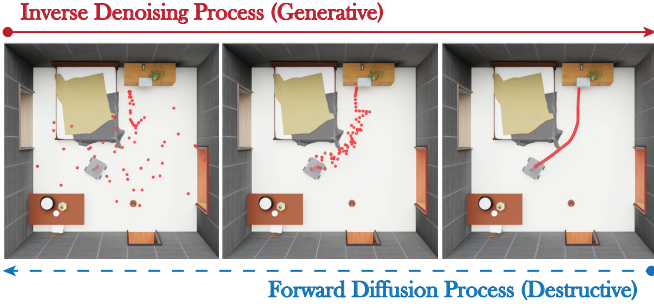 Inverse Denoising Process (Generative)
Forward Diffusion Process (Destructive)